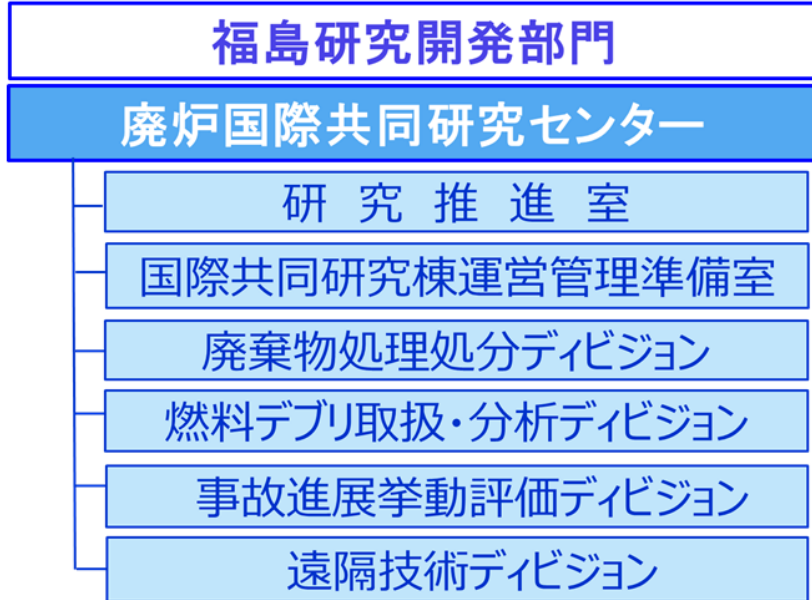 福島研究開発部門
廃炉国際共同研究センター
研 究 推 進 室
国際共同研究棟運営管理準備室
廃棄物処理処分ディビジョン
燃料デブリ取扱・分析ディビジョン
事故進展挙動評価ディビジョン
遠隔技術ディビジョン